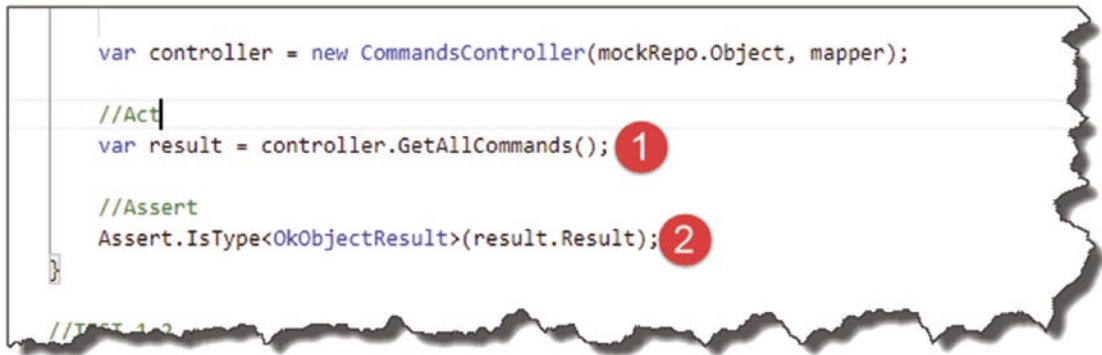 var controller = new CommandsController(mockRepo.Object, mapper);
//Act
var result = controller.GetAllCommands(); 1
//Assert
Assert.IsType<OkObjectResult>(result.Result); 2
}